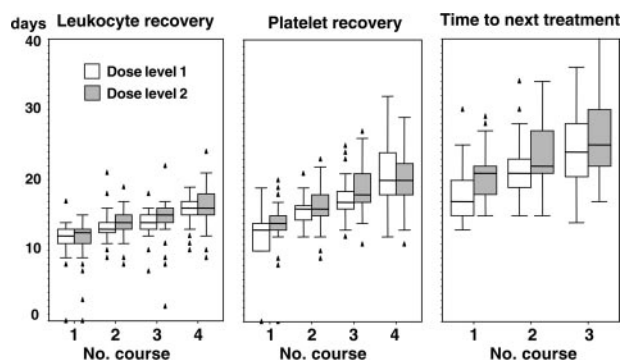 days
Leukocyte recovery
Platelet recovery
Time to next treatment
40
30
20
10
0
Dose level 1
Dose level 2
1 2 3 4
1 2 3 4
1 2 3
No. course
No. course
No. course